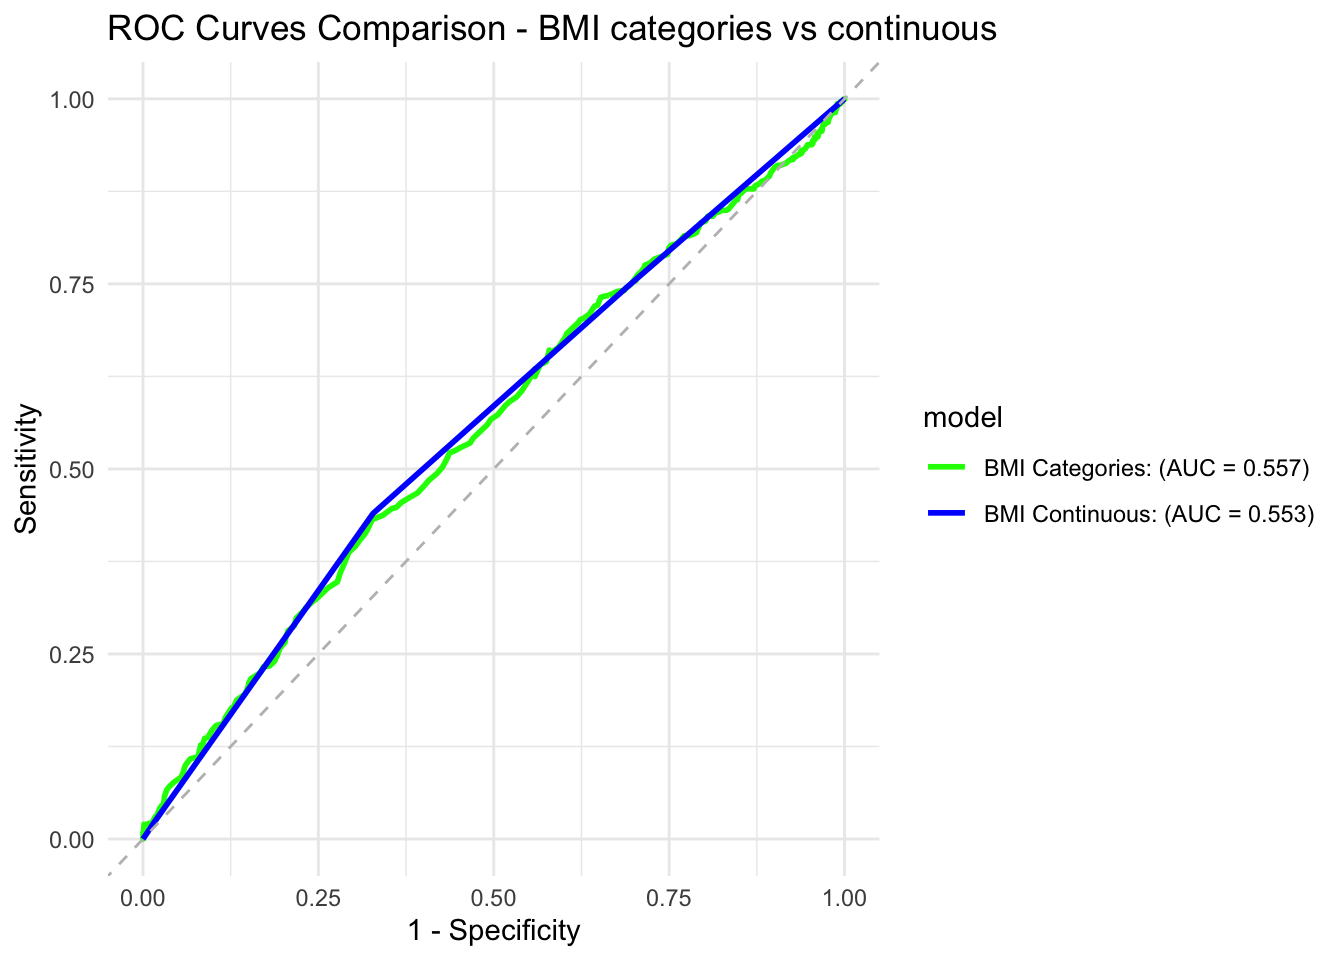 ROC Curves Comparison - BMI categories vs continuous
1.00
0.75
0.50
0.25
0.00
Sensitivity
0.00 0.25 0.50 0.75 1.00
1 - Specificity
model
BMI Categories: (AUC = 0.557)
BMI Continuous: (AUC = 0.553)